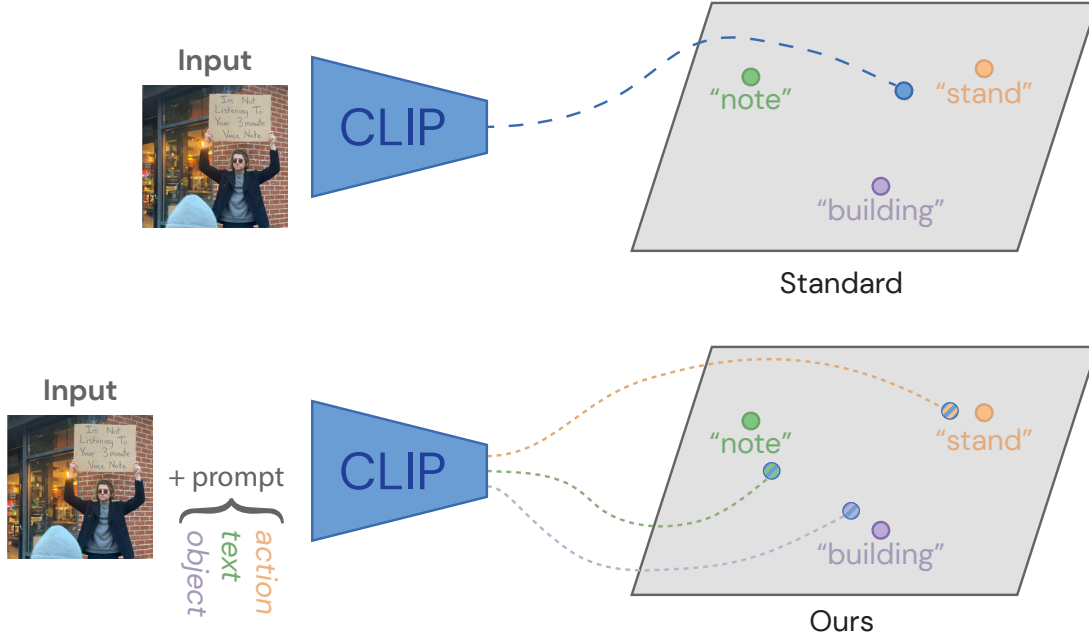 Input
I'm Not
Listening To
Your 3 minute
Voice Note
CLIP
“note”
“stand”
“building”
Standard
Input
I'm Not
Listening To
Your 3 minute
Voice Note
+ prompt
object
text
action
CLIP
“note”
“stand”
“building”
Ours